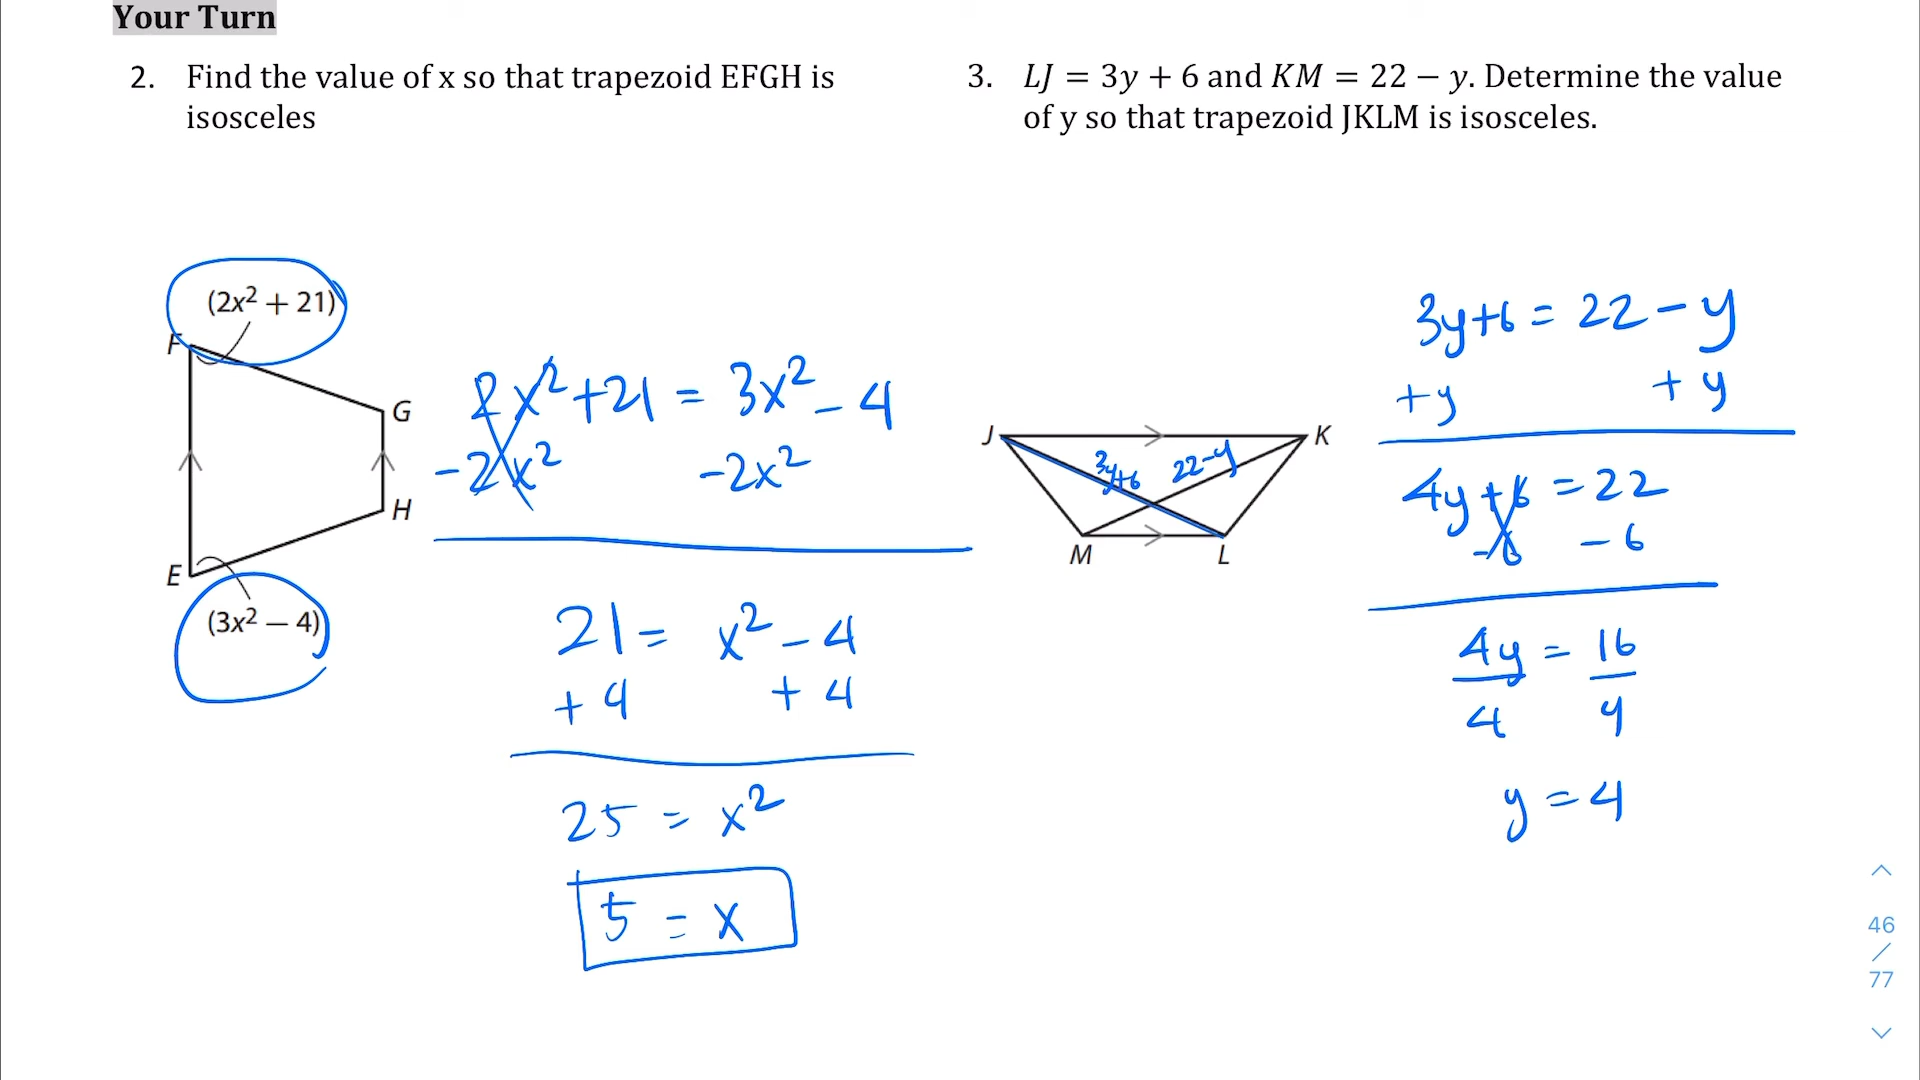 Your Turn
2. Find the value of x so that trapezoid EFGH is
isosceles
(2x² + 21)
F
G
H
E
(3x² – 4)
2x² + 21 = 3x² – 4
-2x² -2x²
21 = x² – 4
+ 4 + 4
25 = x²
5 = x
3. LJ = 3y + 6 and KM = 22 − y. Determine the value
of y so that trapezoid JKLM is isosceles.
J
K
3y+6 22-y
M
L
3y+6 = 22 – y
+y + y
4y + 6 = 22
-6 – 6
4y = 16
4 4
y = 4
46
/
77